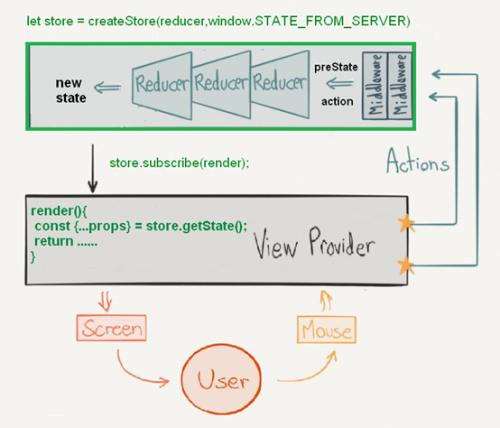 let store = createStore(reducer,window.STATE_FROM_SERVER)
new
state
Reducer
Reducer
Reducer
preState
action
Middleware
Middleware
Actions
store.subscribe(render);
render(){
const {...props} = store.getState();
return ......
}
View Provider
Screen
Mouse
User